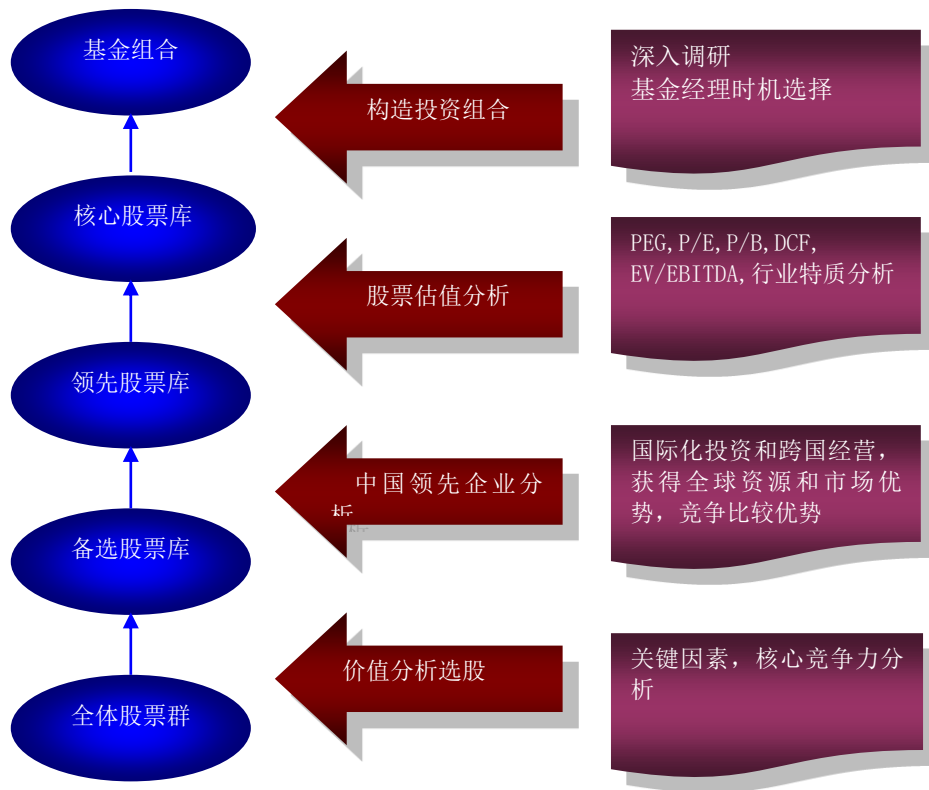 基金组合
构造投资组合
深入调研
基金经理时机选择
核心股票库
股票估值分析
PEG,P/E,P/B,DCF,
EV/EBITDA,行业特质分析
领先股票库
中国领先企业分
析
国际化投资和跨国经营,
获得全球资源和市场优
势，竞争比较优势
备选股票库
价值分析选股
关键因素，核心竞争力分
析
全体股票群